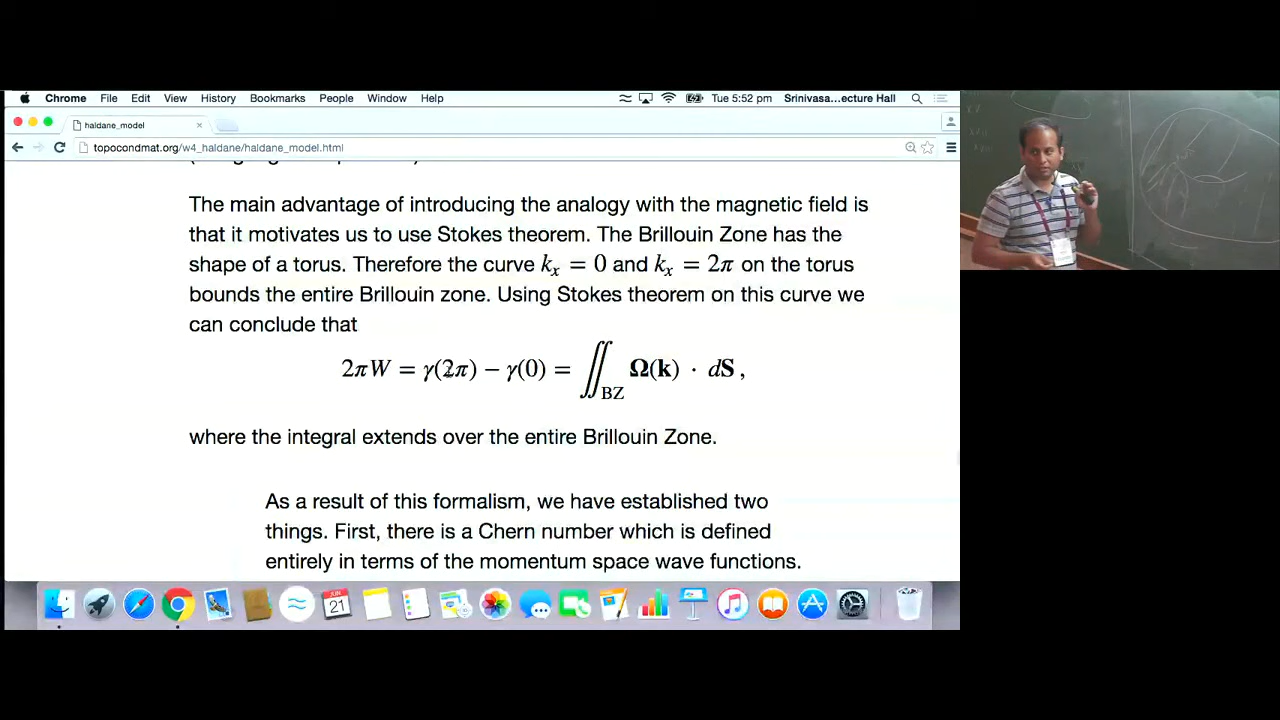 Chrome File Edit View History Bookmarks People Window Help Tue 5:52 pm Srinivasa...ecture Hall
haldane_model
topocondmat.org/w4_haldane/haldane_model.html
The main advantage of introducing the analogy with the magnetic field is
that it motivates us to use Stokes theorem. The Brillouin Zone has the
shape of a torus. Therefore the curve kₓ = 0 and kₓ = 2π on the torus
bounds the entire Brillouin zone. Using Stokes theorem on this curve we
can conclude that
2πW = γ(2π) − γ(0) = ∬_BZ Ω(k) · dS,
where the integral extends over the entire Brillouin Zone.
As a result of this formalism, we have established two
things. First, there is a Chern number which is defined
entirely in terms of the momentum space wave functions.
JUN
21